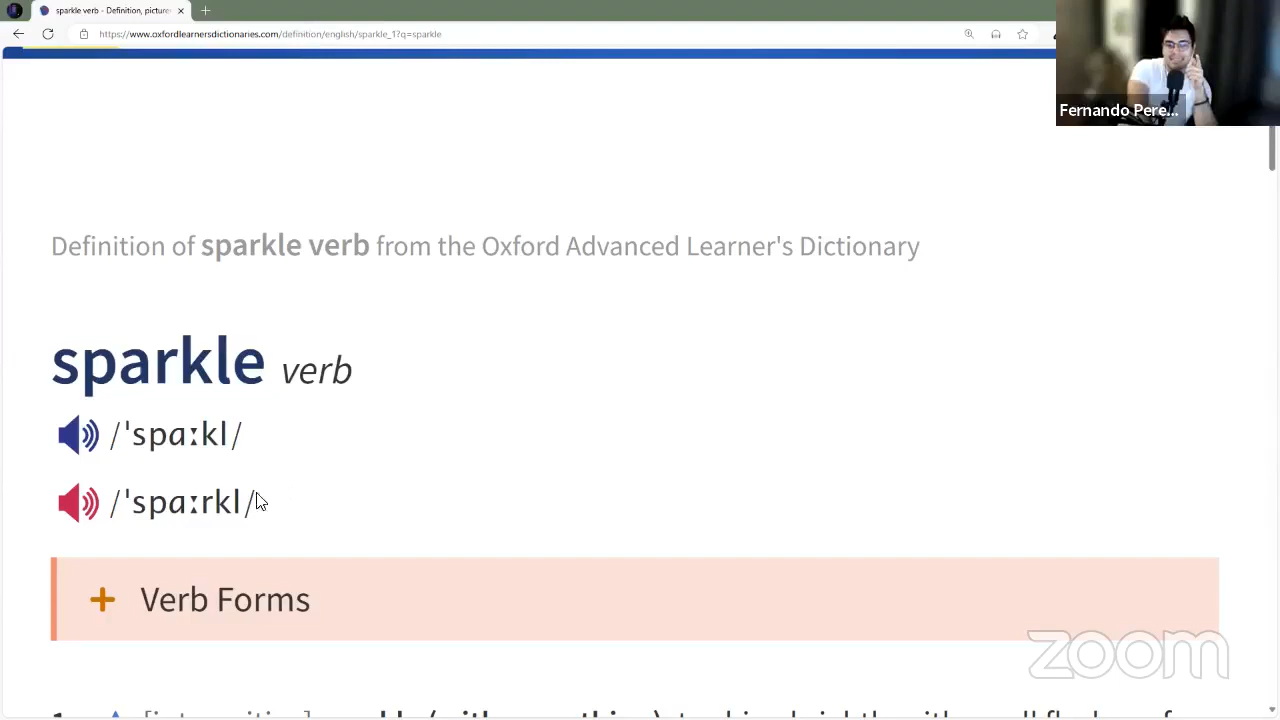 sparkle verb - Definition, picture
https://www.oxfordlearnersdictionaries.com/definition/english/sparkle_1?q=sparkle
Fernando Pere...
Definition of sparkle verb from the Oxford Advanced Learner's Dictionary
sparkle verb
/ˈspɑːkl/
/ˈspɑːrkl/
+ Verb Forms
zoom